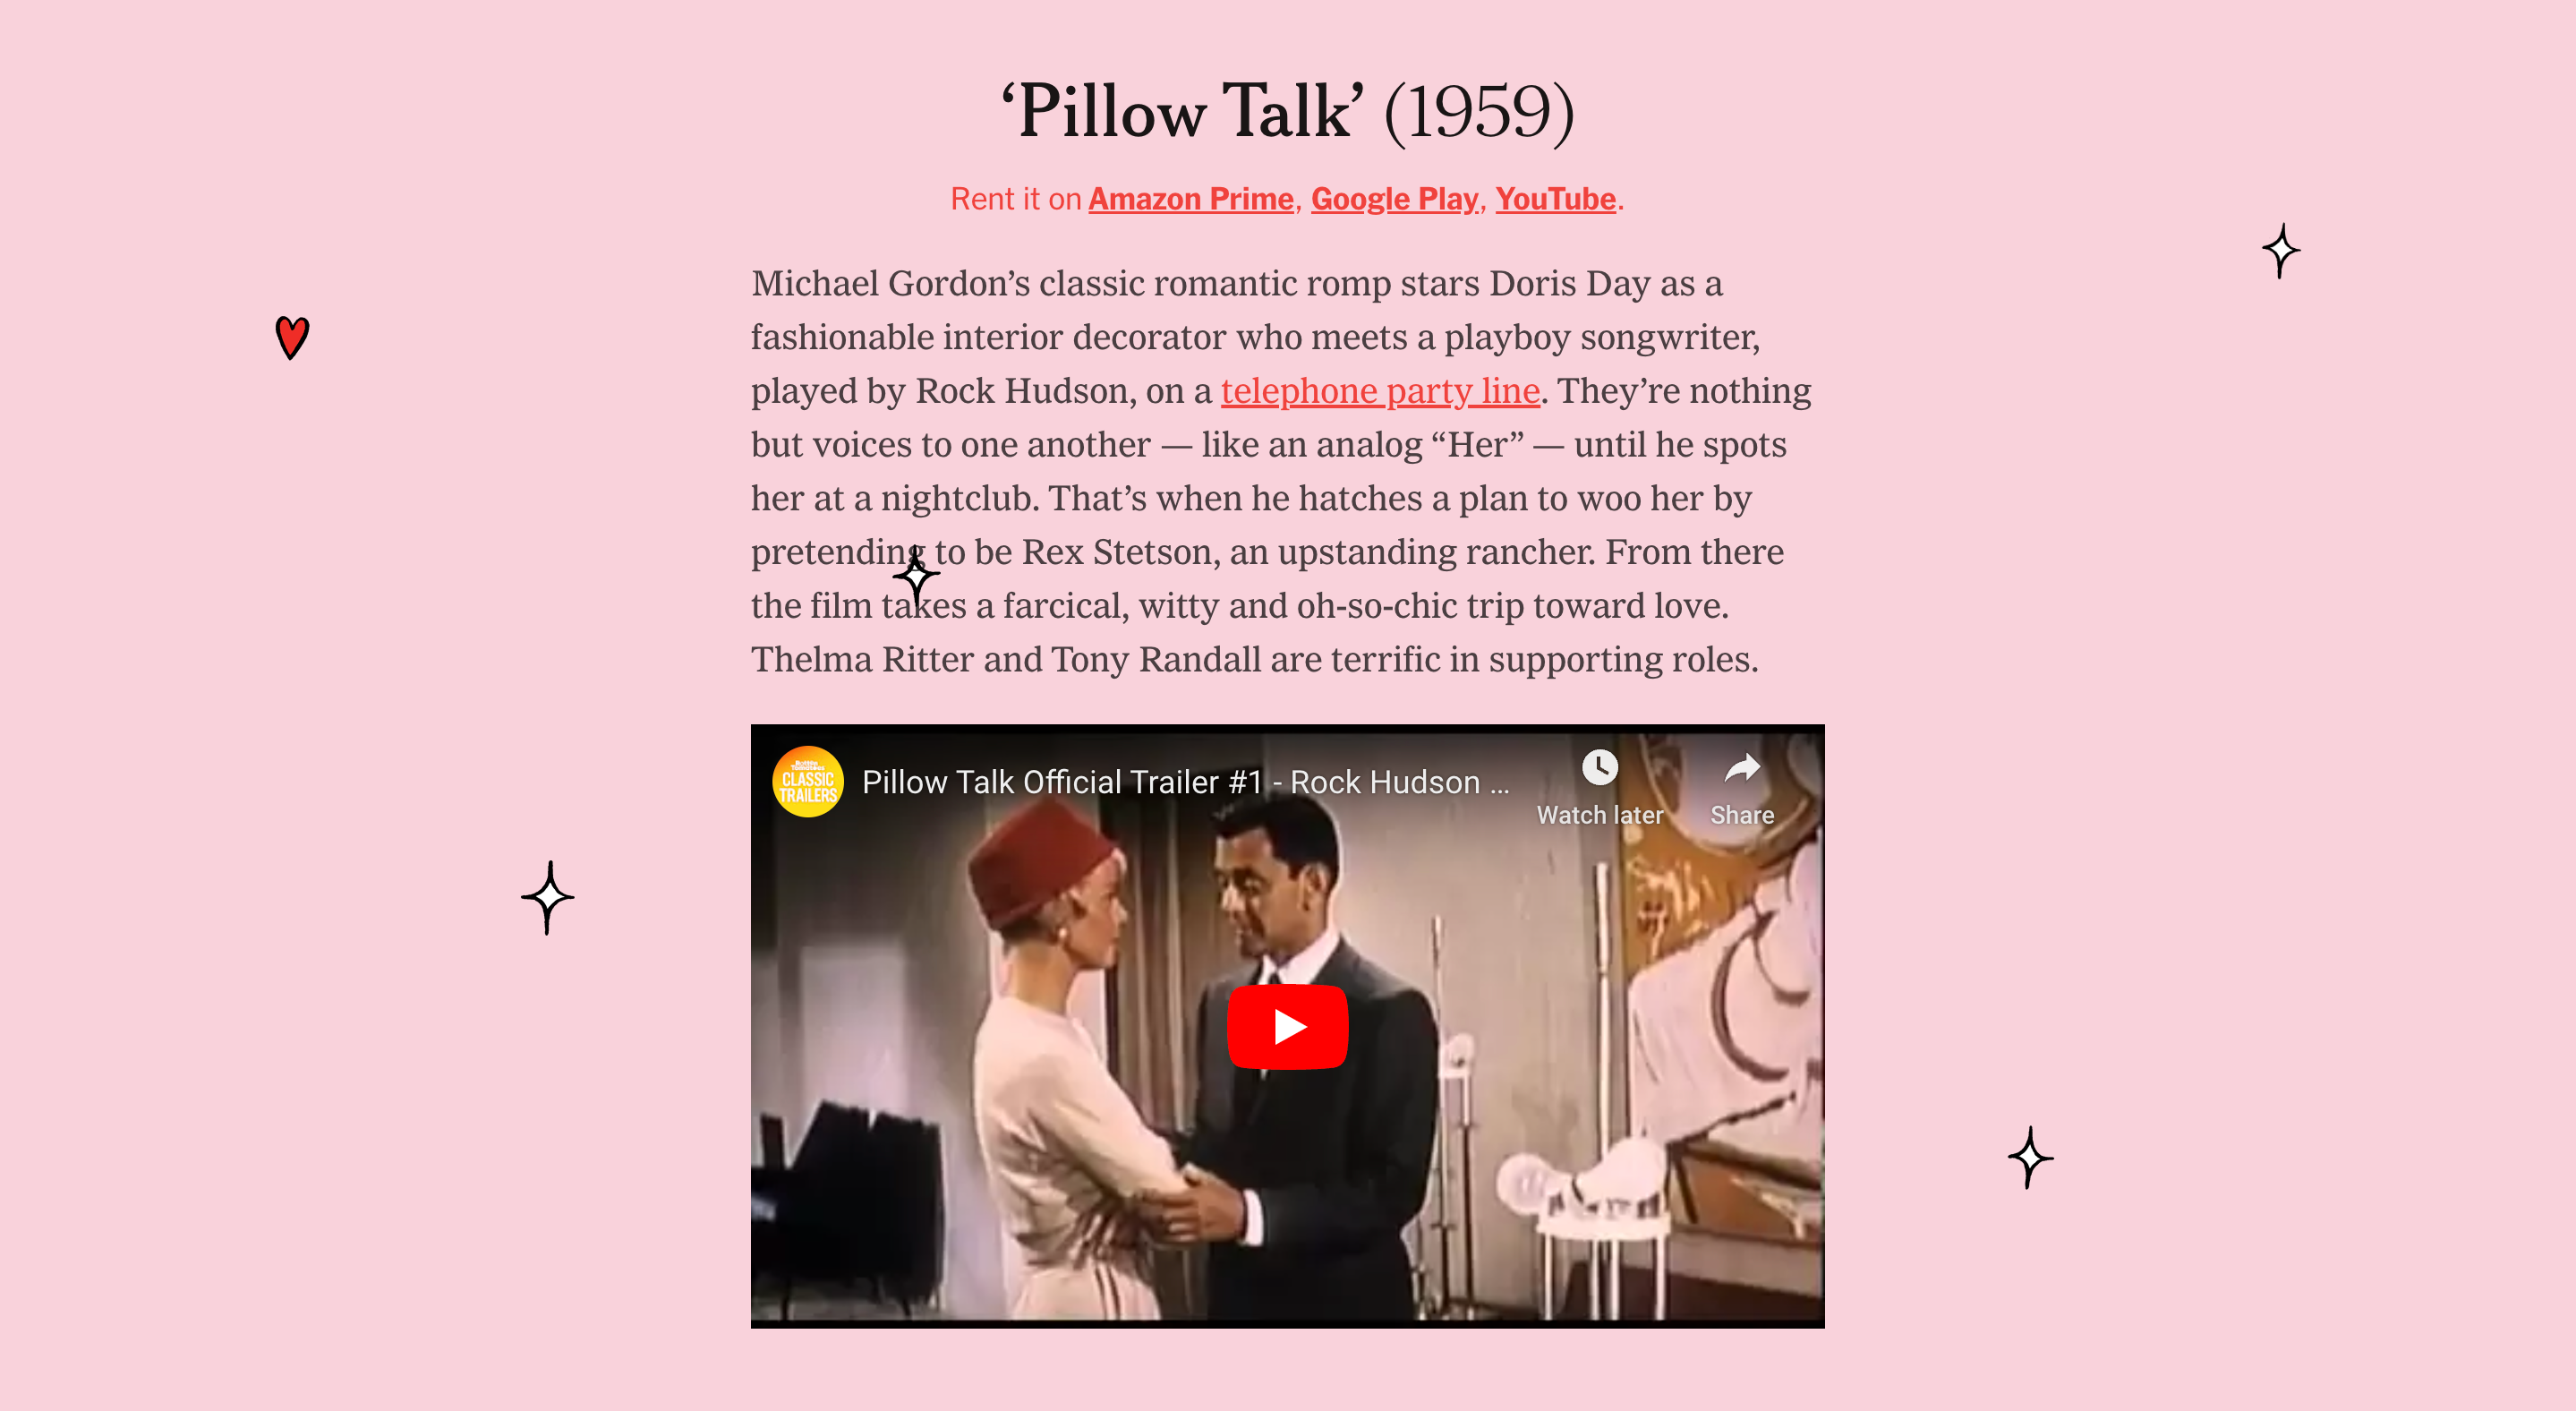 ‘Pillow Talk’ (1959)
Rent it on Amazon Prime, Google Play, YouTube.
Michael Gordon’s classic romantic romp stars Doris Day as a
fashionable interior decorator who meets a playboy songwriter,
played by Rock Hudson, on a telephone party line. They’re nothing
but voices to one another — like an analog “Her” — until he spots
her at a nightclub. That’s when he hatches a plan to woo her by
pretending to be Rex Stetson, an upstanding rancher. From there
the film takes a farcical, witty and oh-so-chic trip toward love.
Thelma Ritter and Tony Randall are terrific in supporting roles.
Rotten
Tomatoes
CLASSIC
TRAILERS
Pillow Talk Official Trailer #1 - Rock Hudson ...
Watch later
Share